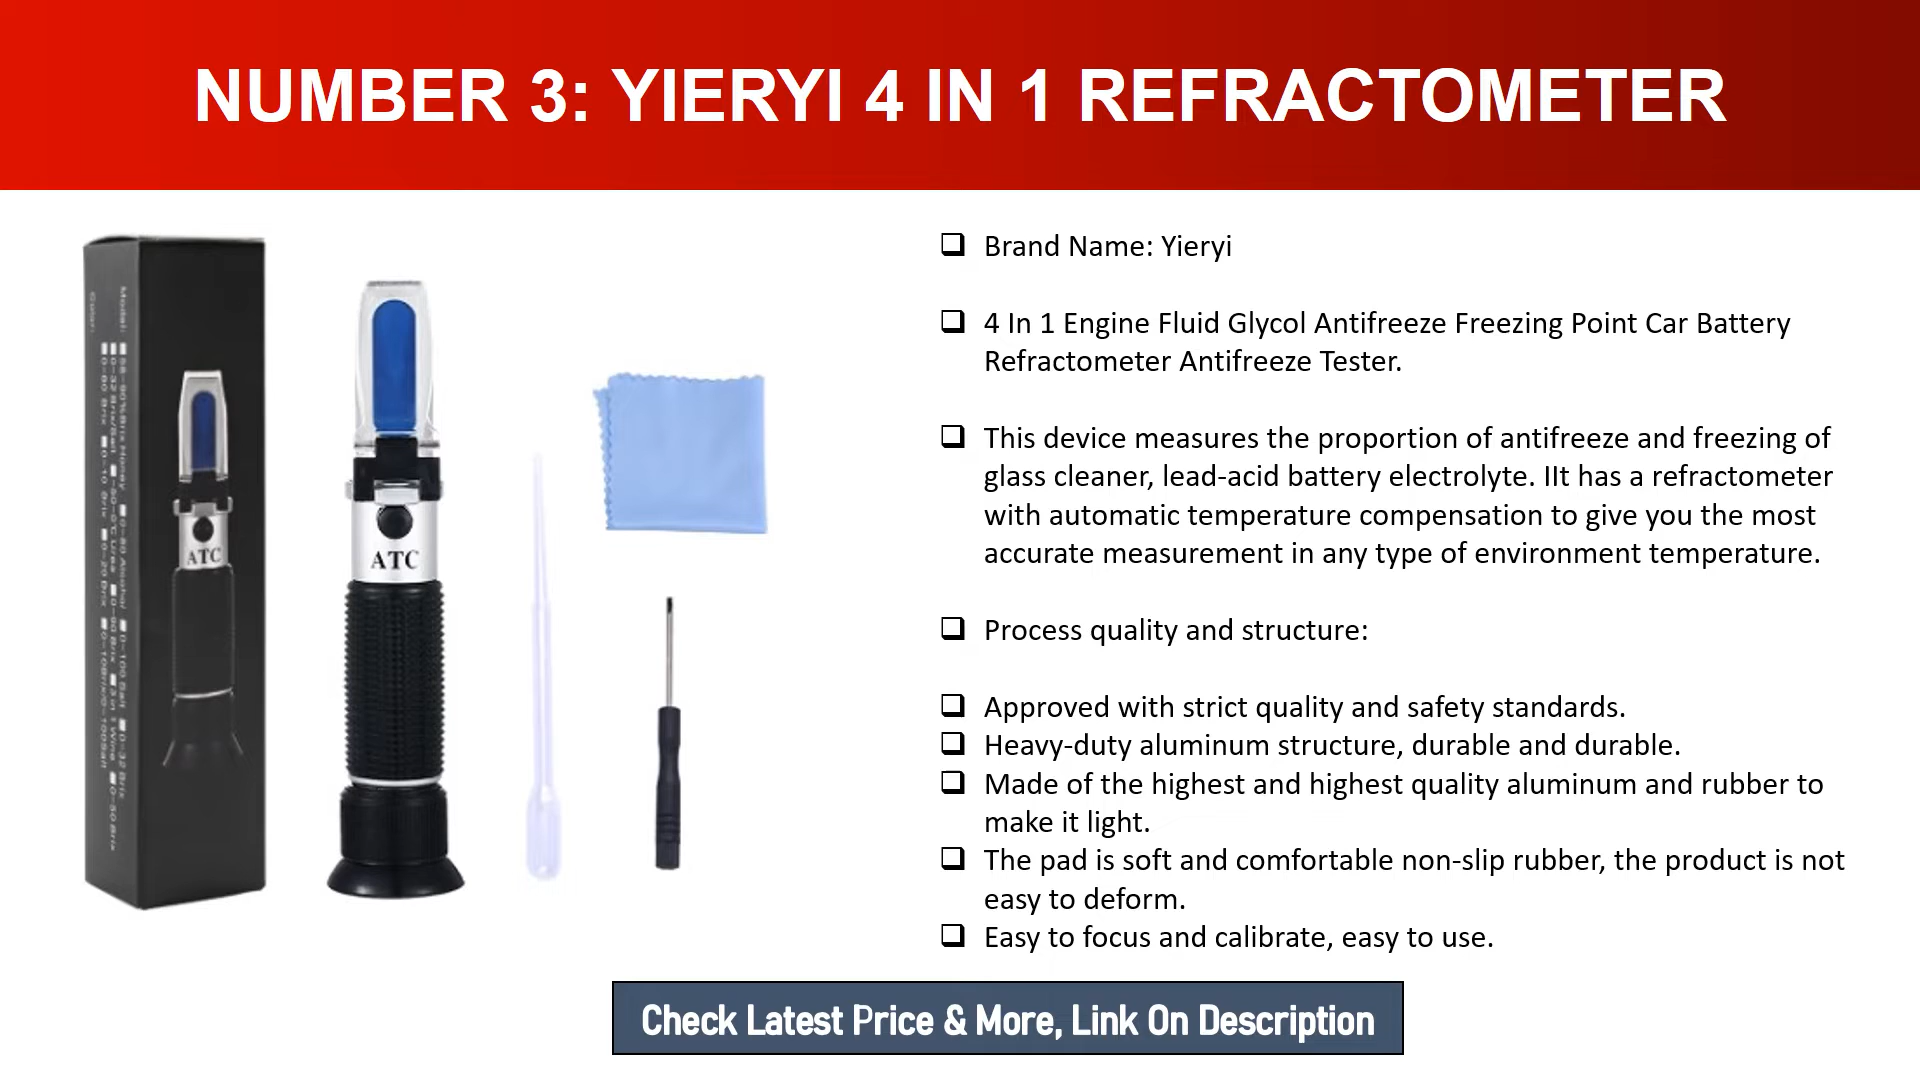 NUMBER 3: YIERYI 4 IN 1 REFRACTOMETER
ATC
ATC
Brand Name: Yieryi
4 In 1 Engine Fluid Glycol Antifreeze Freezing Point Car Battery
Refractometer Antifreeze Tester.
This device measures the proportion of antifreeze and freezing of
glass cleaner, lead-acid battery electrolyte. IIt has a refractometer
with automatic temperature compensation to give you the most
accurate measurement in any type of environment temperature.
Process quality and structure:
Approved with strict quality and safety standards.
Heavy-duty aluminum structure, durable and durable.
Made of the highest and highest quality aluminum and rubber to
make it light.
The pad is soft and comfortable non-slip rubber, the product is not
easy to deform.
Easy to focus and calibrate, easy to use.
Check Latest Price & More, Link On Description